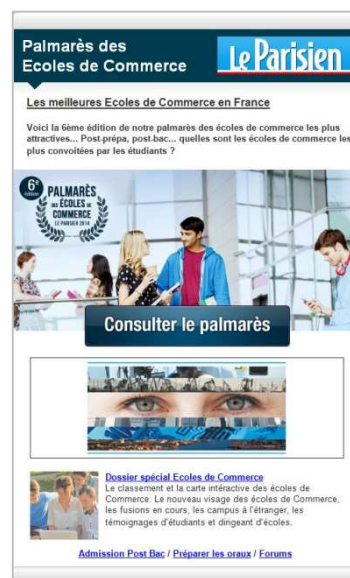 Palmarès des
Ecoles de Commerce
Le Parisien
Les meilleures Ecoles de Commerce en France
Voici la 6ème édition de notre palmarès des écoles de commerce les plus
attractives... Post-prépa, post-bac... quelles sont les écoles de commerce les
plus convoitées par les étudiants ?
6e
édition
PALMARÈS
DES ÉCOLES DE
COMMERCE
LE PARISIEN 2014
Consulter le palmarès
Dossier spécial Ecoles de Commerce
Le classement et la carte intéractive des écoles de
Commerce. Le nouveau visage des écoles de Commerce,
les fusions en cours, les campus à l'étranger, les
témoignages d'étudiants et dirigeant d'écoles.
Admission Post Bac / Préparer les oraux / Forums